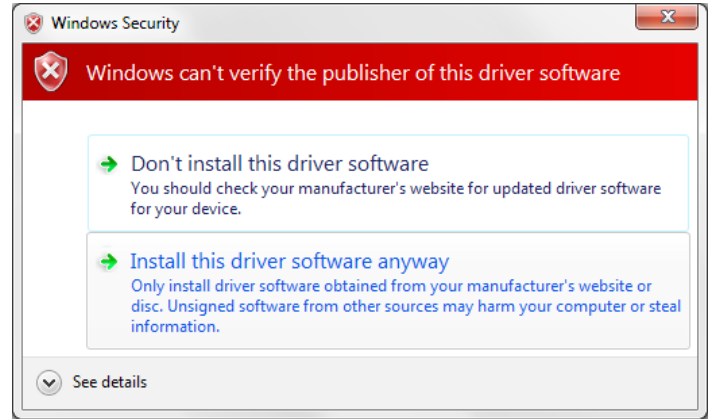 Windows Security
Windows can't verify the publisher of this driver software
Don't install this driver software
You should check your manufacturer's website for updated driver software
for your device.
Install this driver software anyway
Only install driver software obtained from your manufacturer's website or
disc. Unsigned software from other sources may harm your computer or steal
information.
See details